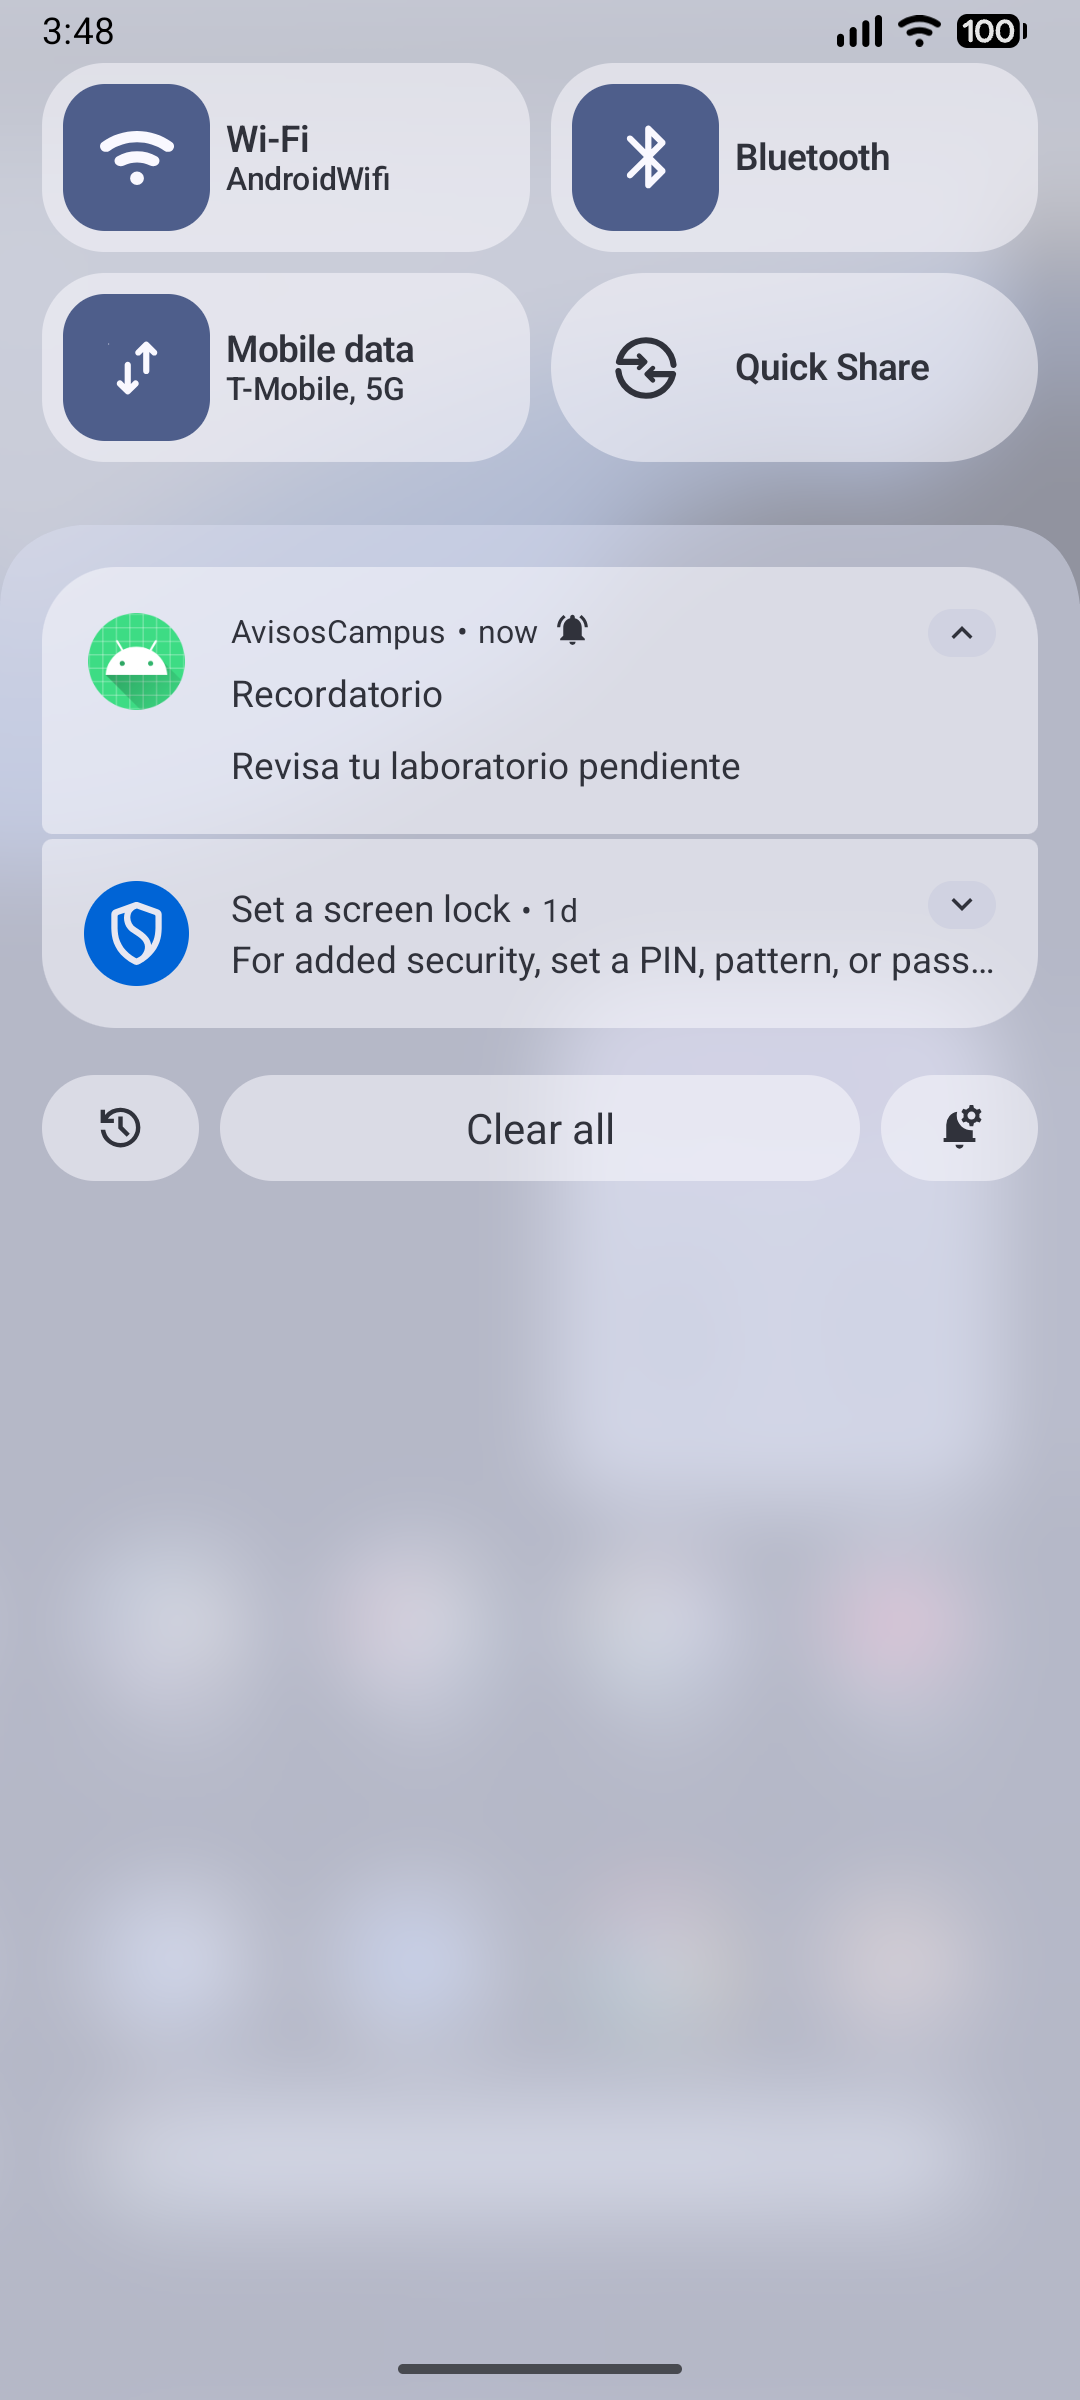 3:48
100
Wi-Fi
AndroidWifi
Bluetooth
Mobile data
T-Mobile, 5G
Quick Share
AvisosCampus • now
Recordatorio
Revisa tu laboratorio pendiente
Set a screen lock • 1d
For added security, set a PIN, pattern, or pass...
Clear all